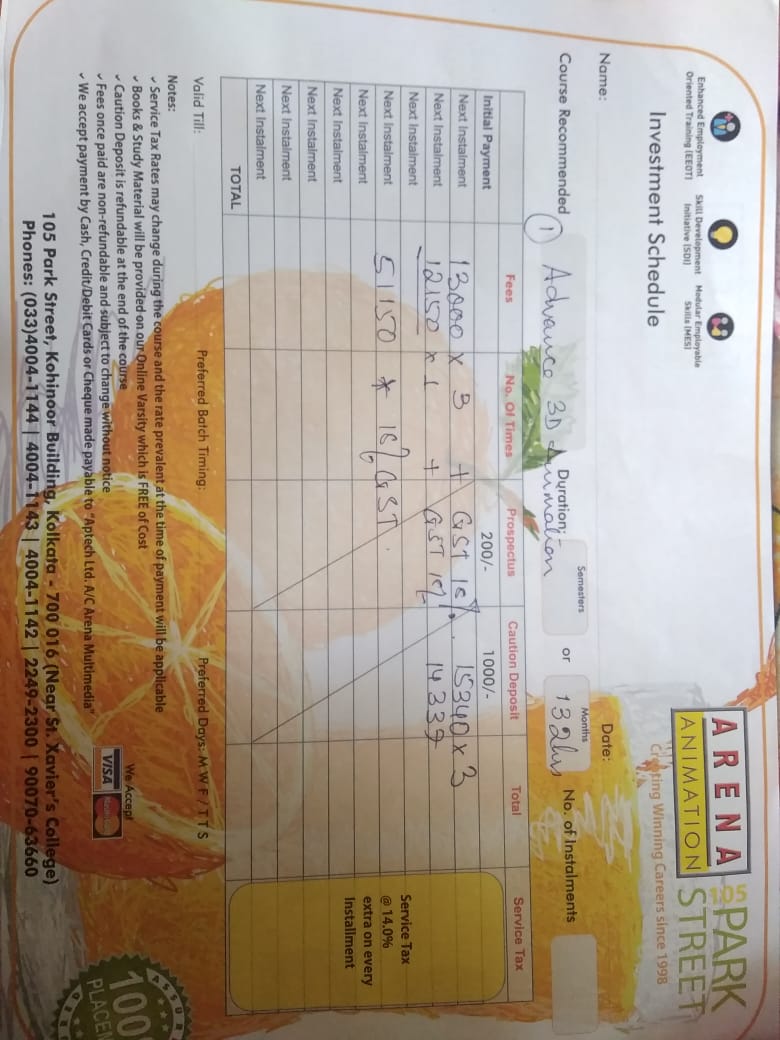 Enhanced Employment
Oriented Training (EEOT)
Skill Development
Initiative (SDI)
Modular Employable
Skills (MES)
ARENA
ANIMATION
105 PARK
STREET
Creating Winning Careers since 1998
Investment Schedule
Name:
Date:
Course Recommended
Duration:
Semesters
or
Months
132hrs
No. of Instalments
① Advance 3D Animation
Fees No. Of Times Prospectus Caution Deposit Total Service Tax
Initial Payment 200/- 1000/-
Next Instalment 13000 x 3 + GST 18%. 15340 x 3
Next Instalment 12150 x 1 + GST 18% 14337
Next Instalment
Next Instalment 51150 * 18% GST.
Next Instalment
Next Instalment
Next Instalment
Next Instalment
Next Instalment
TOTAL
Service Tax
@ 14.0%
extra on every
Installment
Valid Till: Preferred Batch Timing: Preferred Days: M W F / T T S
Notes:
✓ Service Tax Rates may change during the course and the rate prevalent at the time of payment will be applicable
✓ Books & Study Material will be provided on our Online Varsity which is FREE of Cost
✓ Caution Deposit is refundable at the end of the course
✓ Fees once paid are non-refundable and subject to change without notice
✓ We accept payment by Cash, Credit/Debit Cards or Cheque made payable to "Aptech Ltd. A/C Arena Multimedia"
We Accept
VISA
MasterCard
105 Park Street, Kohinoor Building, Kolkata - 700 016 (Near St. Xavier's College)
Phones: (033)4004-1144 | 4004-1143 | 4004-1142 | 2249-2300 | 90070-63660
100